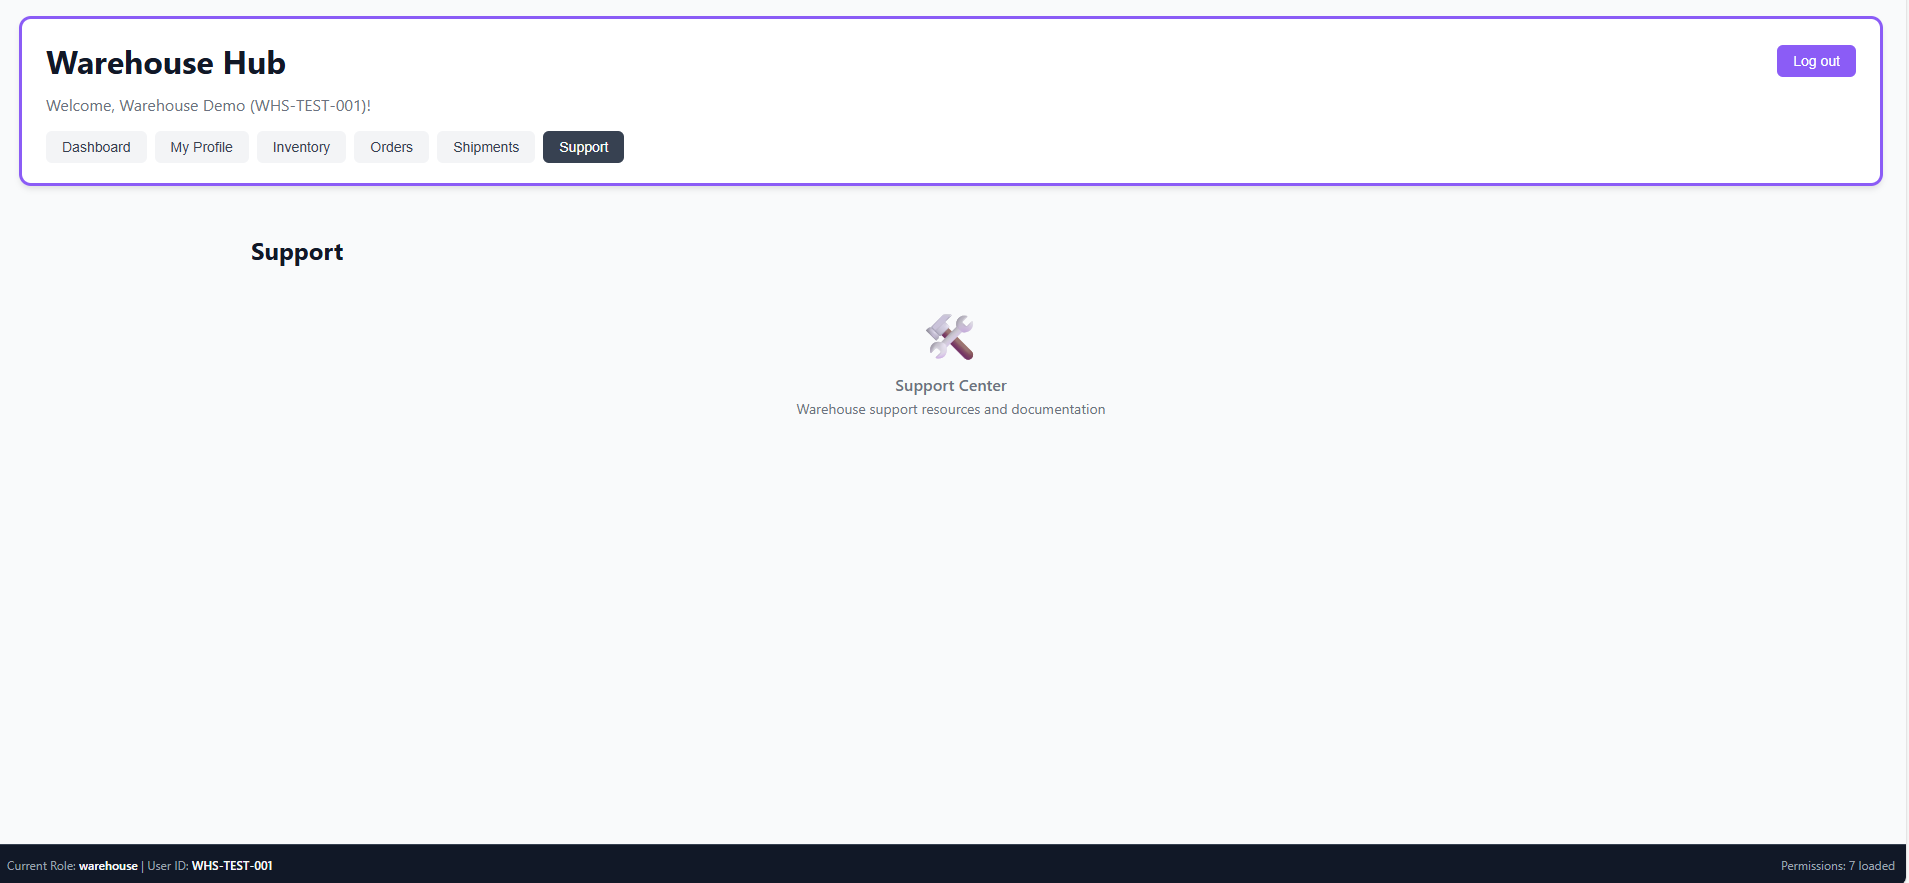 Warehouse Hub
Log out
Welcome, Warehouse Demo (WHS-TEST-001)!
Dashboard My Profile Inventory Orders Shipments Support
Support
Support Center
Warehouse support resources and documentation
Current Role: warehouse | User ID: WHS-TEST-001
Permissions: 7 loaded